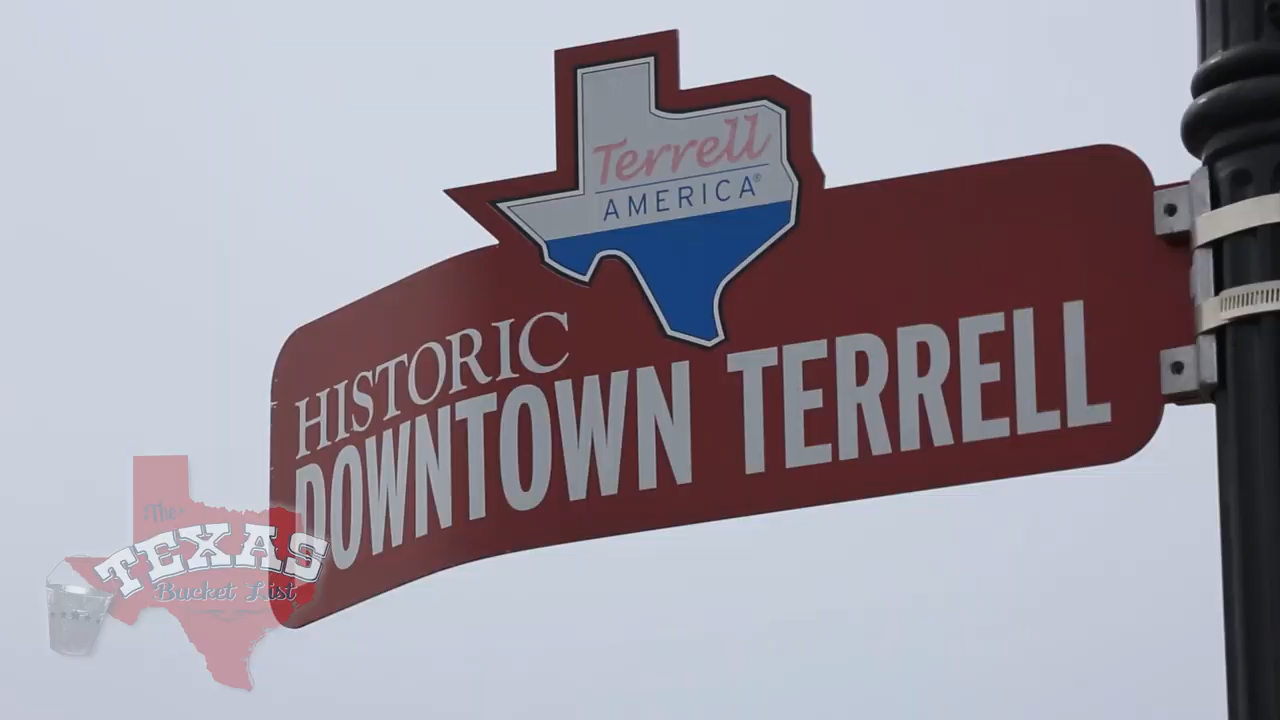 Terrell
AMERICA®
HISTORIC
DOWNTOWN TERRELL
The
TEXAS
Bucket List